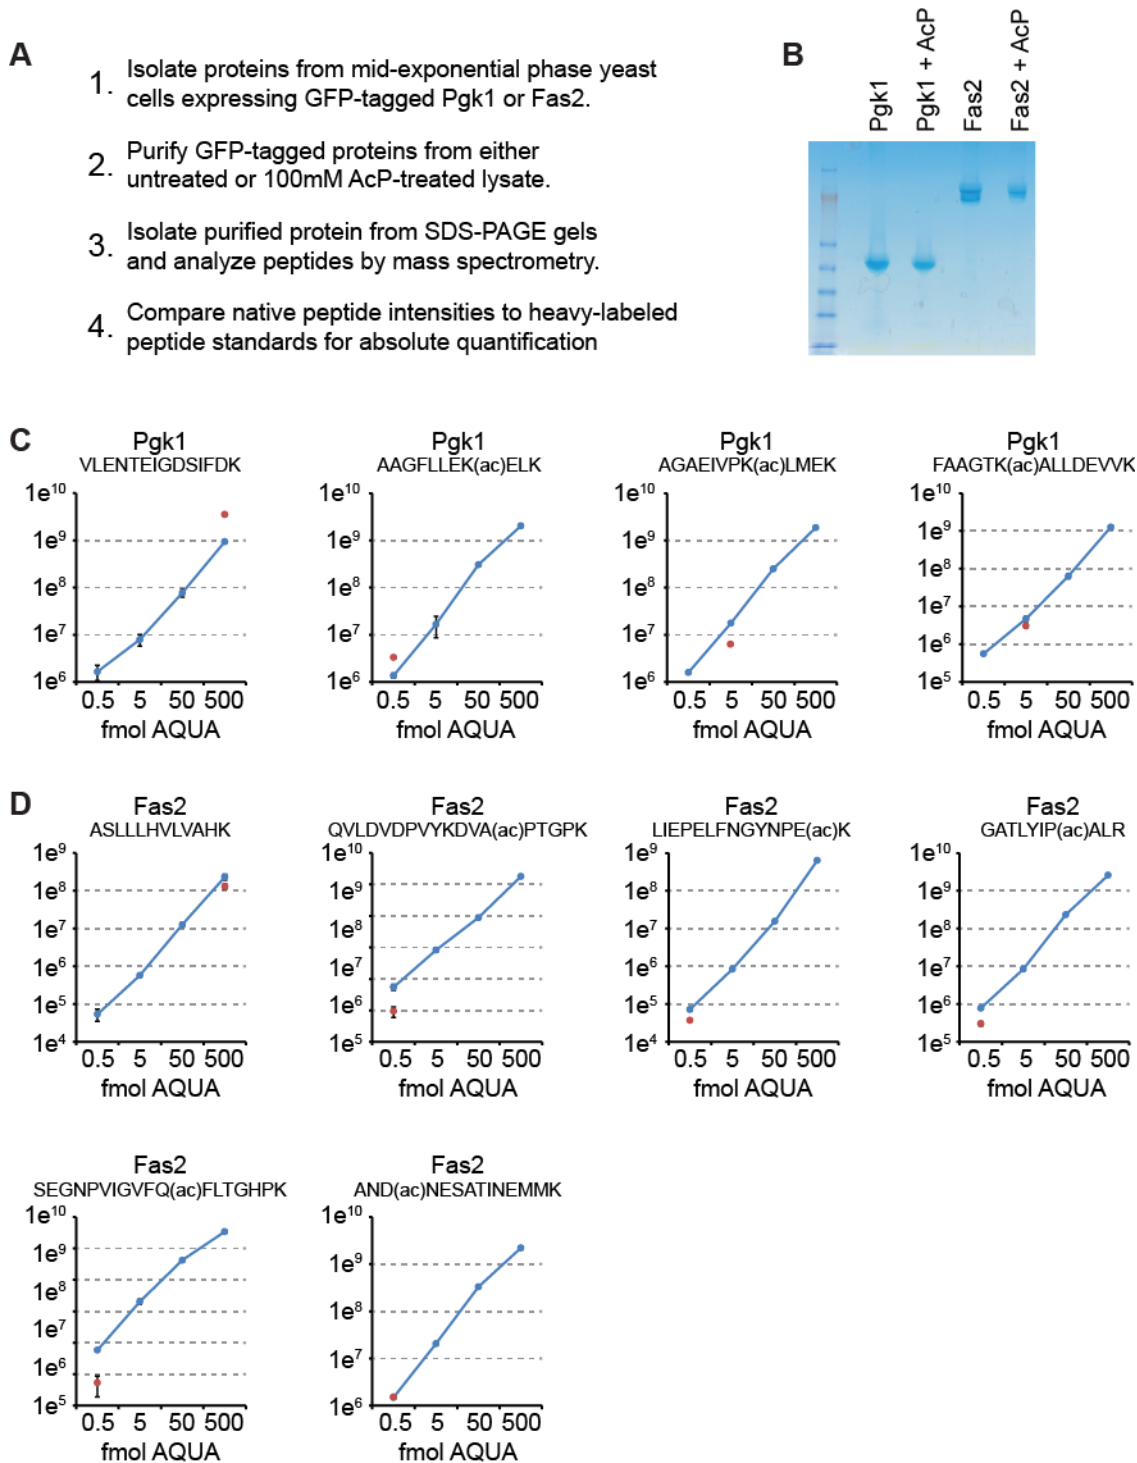 A
1. Isolate proteins from mid-exponential phase yeast
cells expressing GFP-tagged Pgk1 or Fas2.
2. Purify GFP-tagged proteins from either
untreated or 100mM AcP-treated lysate.
3. Isolate purified protein from SDS-PAGE gels
and analyze peptides by mass spectrometry.
4. Compare native peptide intensities to heavy-labeled
peptide standards for absolute quantification
B
Pgk1
Pgk1 + AcP
Fas2
Fas2 + AcP
C
Pgk1
VLENTEIGDSIFDK
1e10
1e9
1e8
1e7
1e6
0.5 5 50 500
fmol AQUA
Pgk1
AAGFLLEK(ac)ELK
1e10
1e9
1e8
1e7
1e6
0.5 5 50 500
fmol AQUA
Pgk1
AGAEIVPK(ac)LMEK
1e10
1e9
1e8
1e7
1e6
0.5 5 50 500
fmol AQUA
Pgk1
FAAGTK(ac)ALLDEVVK
1e10
1e9
1e8
1e7
1e6
1e5
0.5 5 50 500
fmol AQUA
D
Fas2
ASLLLHVLVAHK
1e9
1e8
1e7
1e6
1e5
1e4
0.5 5 50 500
fmol AQUA
Fas2
QVLDVDPVYKDVA(ac)PTGPK
1e10
1e9
1e8
1e7
1e6
1e5
0.5 5 50 500
fmol AQUA
Fas2
LIEPELFNGYNPE(ac)K
1e9
1e8
1e7
1e6
1e5
1e4
0.5 5 50 500
fmol AQUA
Fas2
GATLYIP(ac)ALR
1e10
1e9
1e8
1e7
1e6
1e5
0.5 5 50 500
fmol AQUA
Fas2
SEGNPVIGVFQ(ac)FLTGHPK
1e10
1e9
1e8
1e7
1e6
1e5
0.5 5 50 500
fmol AQUA
Fas2
AND(ac)NESATINEMMK
1e10
1e9
1e8
1e7
1e6
0.5 5 50 500
fmol AQUA